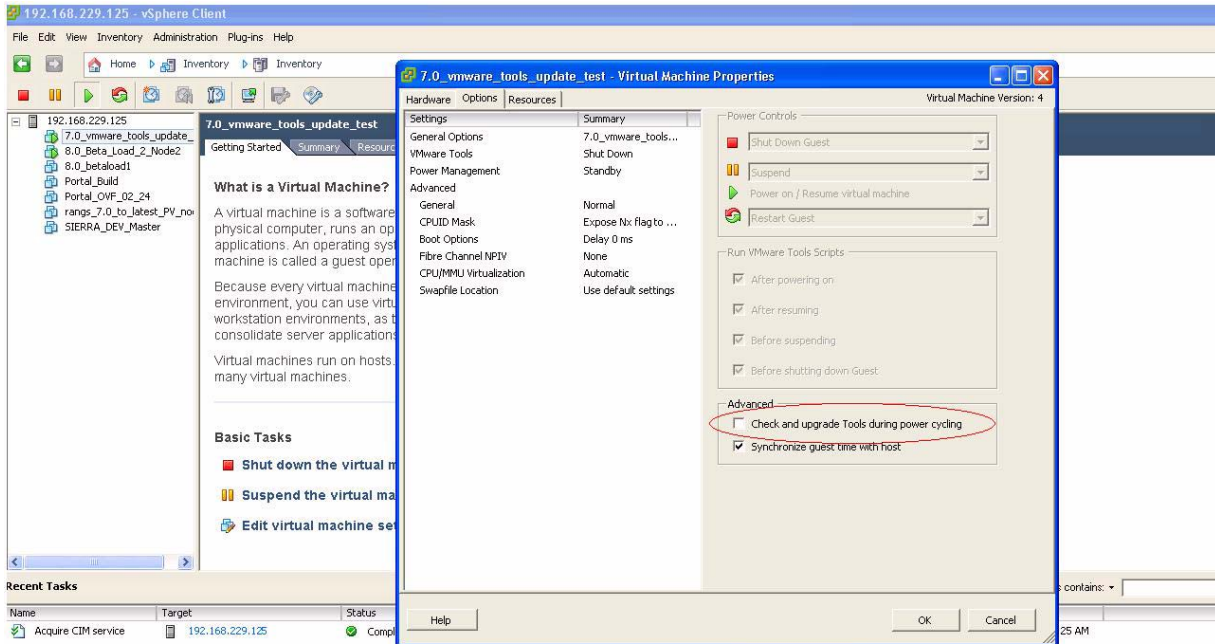 192.168.229.125 - vSphere Client
File Edit View Inventory Administration Plug-ins Help
Home Inventory Inventory
192.168.229.125
7.0_vmware_tools_update_
8.0_Beta_Load_2_Node2
8.0_betaload1
Portal_Build
Portal_OVF_02_24
rangs_7.0_to_latest_PV_no
SIERRA_DEV_Master
7.0_vmware_tools_update_test
Getting Started Summary Resourc
What is a Virtual Machine?
A virtual machine is a software
physical computer, runs an op
applications. An operating syst
machine is called a guest oper
Because every virtual machine
environment, you can use virtu
workstation environments, as t
consolidate server applications
Virtual machines run on hosts.
many virtual machines.
Basic Tasks
Shut down the virtual m
Suspend the virtual ma
Edit virtual machine set
7.0_vmware_tools_update_test - Virtual Machine Properties
Hardware Options Resources
Virtual Machine Version: 4
Settings Summary
General Options 7.0_vmware_tools...
VMware Tools Shut Down
Power Management Standby
Advanced
General Normal
CPUID Mask Expose Nx flag to ...
Boot Options Delay 0 ms
Fibre Channel NPIV None
CPU/MMU Virtualization Automatic
Swapfile Location Use default settings
Power Controls
Shut Down Guest
Suspend
Power on / Resume virtual machine
Restart Guest
Run VMware Tools Scripts
After powering on
After resuming
Before suspending
Before shutting down Guest
Advanced
Check and upgrade Tools during power cycling
Synchronize guest time with host
Help OK Cancel
Recent Tasks
s contains:
Name Target Status
Acquire CIM service 192.168.229.125 Compl
25 AM